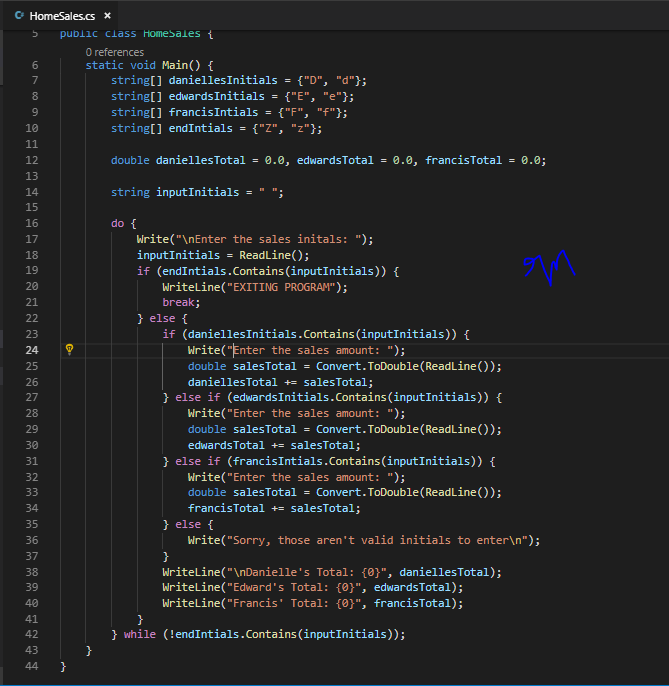 HomeSales.cs ×
5 public class HomeSales {
0 references
6 static void Main() {
7 string[] daniellesInitials = {"D", "d"};
8 string[] edwardsInitials = {"E", "e"};
9 string[] francisIntials = {"F", "f"};
10 string[] endIntials = {"Z", "z"};
11
12 double daniellesTotal = 0.0, edwardsTotal = 0.0, francisTotal = 0.0;
13
14 string inputInitials = " ";
15
16 do {
17 Write("\nEnter the sales initals: ");
18 inputInitials = ReadLine();
19 if (endIntials.Contains(inputInitials)) {
20 WriteLine("EXITING PROGRAM");
21 break;
22 } else {
23 if (daniellesInitials.Contains(inputInitials)) {
24 Write("Enter the sales amount: ");
25 double salesTotal = Convert.ToDouble(ReadLine());
26 daniellesTotal += salesTotal;
27 } else if (edwardsInitials.Contains(inputInitials)) {
28 Write("Enter the sales amount: ");
29 double salesTotal = Convert.ToDouble(ReadLine());
30 edwardsTotal += salesTotal;
31 } else if (francisIntials.Contains(inputInitials)) {
32 Write("Enter the sales amount: ");
33 double salesTotal = Convert.ToDouble(ReadLine());
34 francisTotal += salesTotal;
35 } else {
36 Write("Sorry, those aren't valid initials to enter\n");
37 }
38 WriteLine("\nDanielle's Total: {0}", daniellesTotal);
39 WriteLine("Edward's Total: {0}", edwardsTotal);
40 WriteLine("Francis' Total: {0}", francisTotal);
41 }
42 } while (!endIntials.Contains(inputInitials));
43 }
44 }